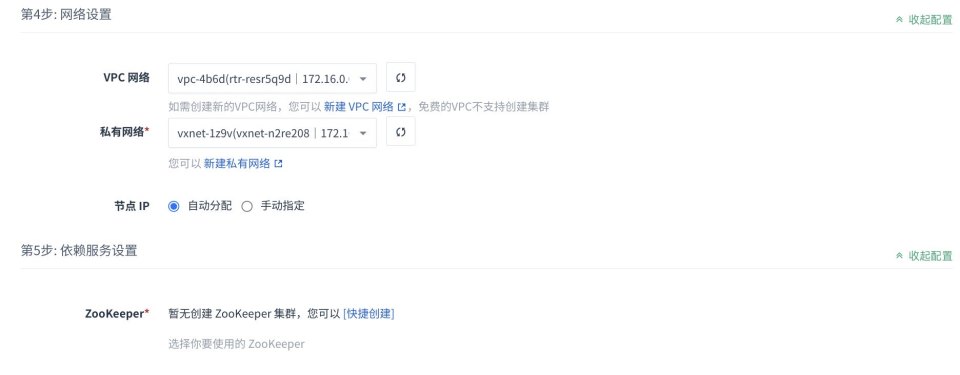 第4步: 网络设置
收起配置
VPC 网络
vpc-4b6d(rtr-resr5q9d｜172.16.0.
如需创建新的VPC网络，您可以 新建 VPC 网络，免费的VPC不支持创建集群
私有网络*
vxnet-1z9v(vxnet-n2re208｜172.1
您可以 新建私有网络
节点 IP
自动分配 手动指定
第5步: 依赖服务设置
收起配置
ZooKeeper*
暂无创建 ZooKeeper 集群，您可以 [快捷创建]
选择你要使用的 ZooKeeper